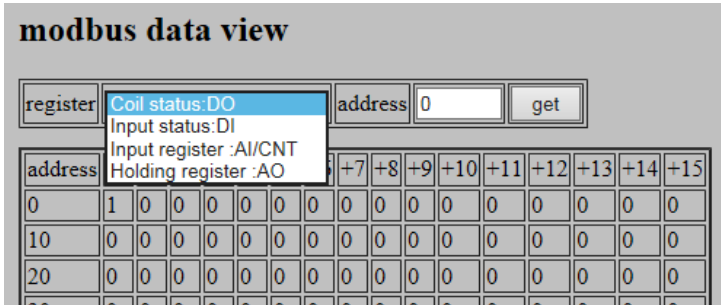 modbus data view
register Coil status:DO address 0 get
Input status:DI
Input register :AI/CNT
Holding register :AO
address +7 +8 +9 +10 +11 +12 +13 +14 +15
0 1 0 0 0 0 0 0 0 0 0 0 0 0 0 0 0
10 0 0 0 0 0 0 0 0 0 0 0 0 0 0 0 0
20 0 0 0 0 0 0 0 0 0 0 0 0 0 0 0 0